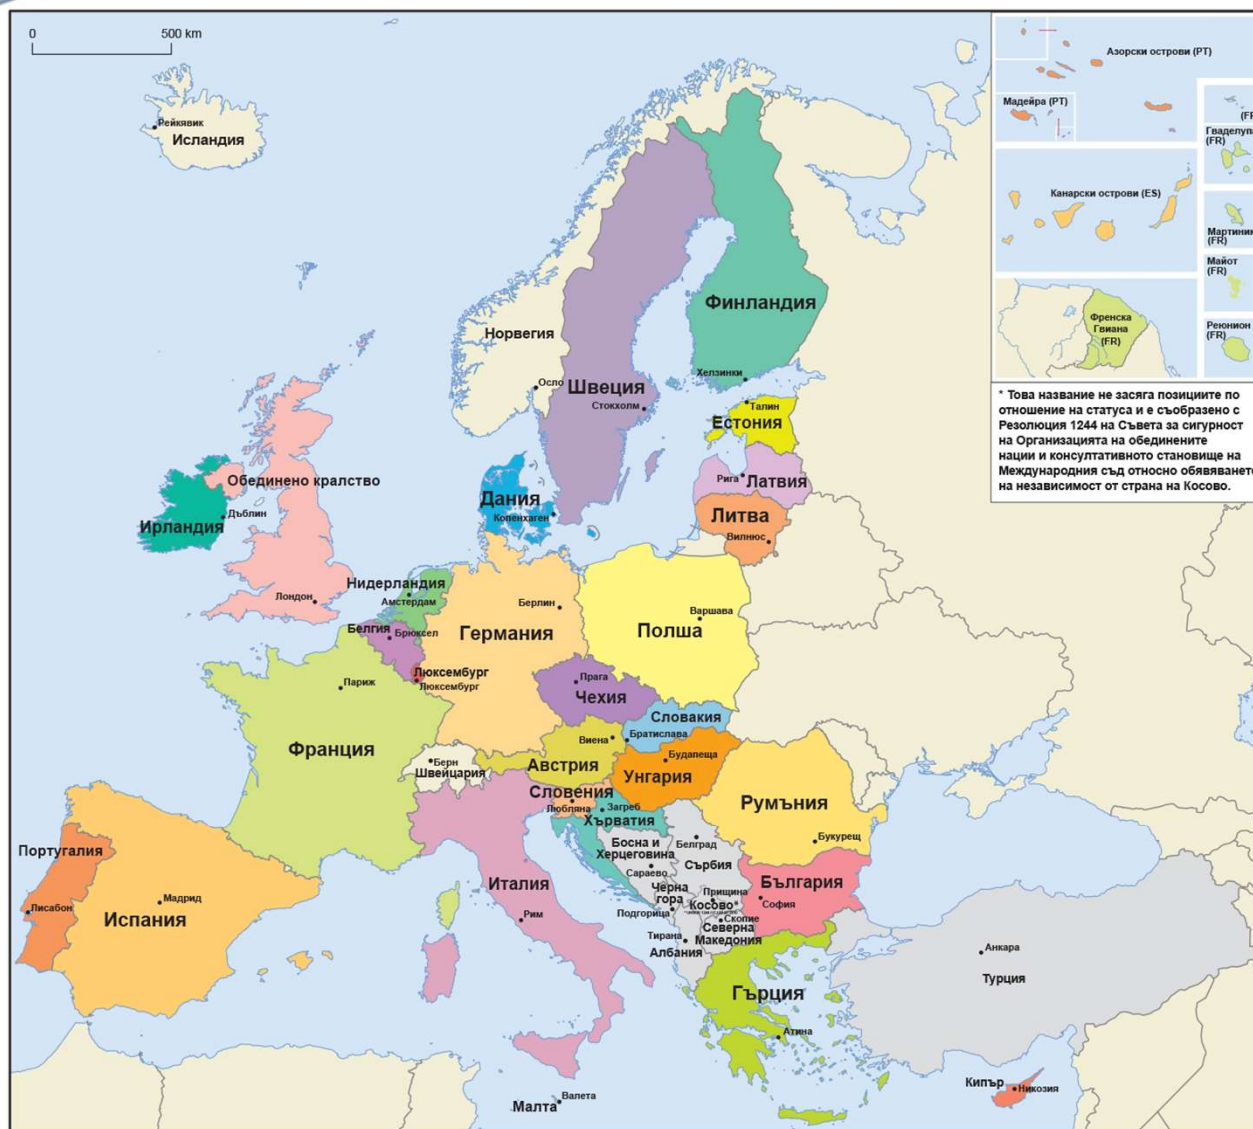 0 500 km
Азорски острови (PT)
Мадейра (PT)
(FR
Гваделупа
(FR)
Канарски острови (ES)
Мартиник
(FR)
Майот
(FR)
Френска
Гвиана
(FR)
Реюнион
(FR)
* Това название не засяга позициите по
отношение на статуса и е съобразено с
Резолюция 1244 на Съвета за сигурност
на Организацията на обединените
нации и консултативното становище на
Международния съд относно обявяването
на независимост от страна на Косово.
Рейкявик
Исландия
Финландия
Хелзинки
Норвегия
Осло
Швеция
Стокхолм
Талин
Естония
Рига
Латвия
Литва
Вилнюс
Обединено кралство
Ирландия
Дъблин
Лондон
Дания
Копенхаген
Нидерландия
Амстердам
Белгия
Брюксел
Люксембург
Люксембург
Берлин
Германия
Варшава
Полша
Прага
Чехия
Словакия
Братислава
Виена
Австрия
Будапеща
Унгария
Париж
Франция
Берн
Швейцария
Словения
Любляна
Загреб
Хърватия
Румъния
Букурещ
Босна и
Херцеговина
Сараево
Белград
Сърбия
Черна
гора
Подгорица
Прищина
Косово
Скопие
Северна
Македония
Тирана
Албания
България
София
Португалия
Лисабон
Мадрид
Испания
Италия
Рим
Гърция
Атина
Анкара
Турция
Кипър
Никозия
Малта
Валета